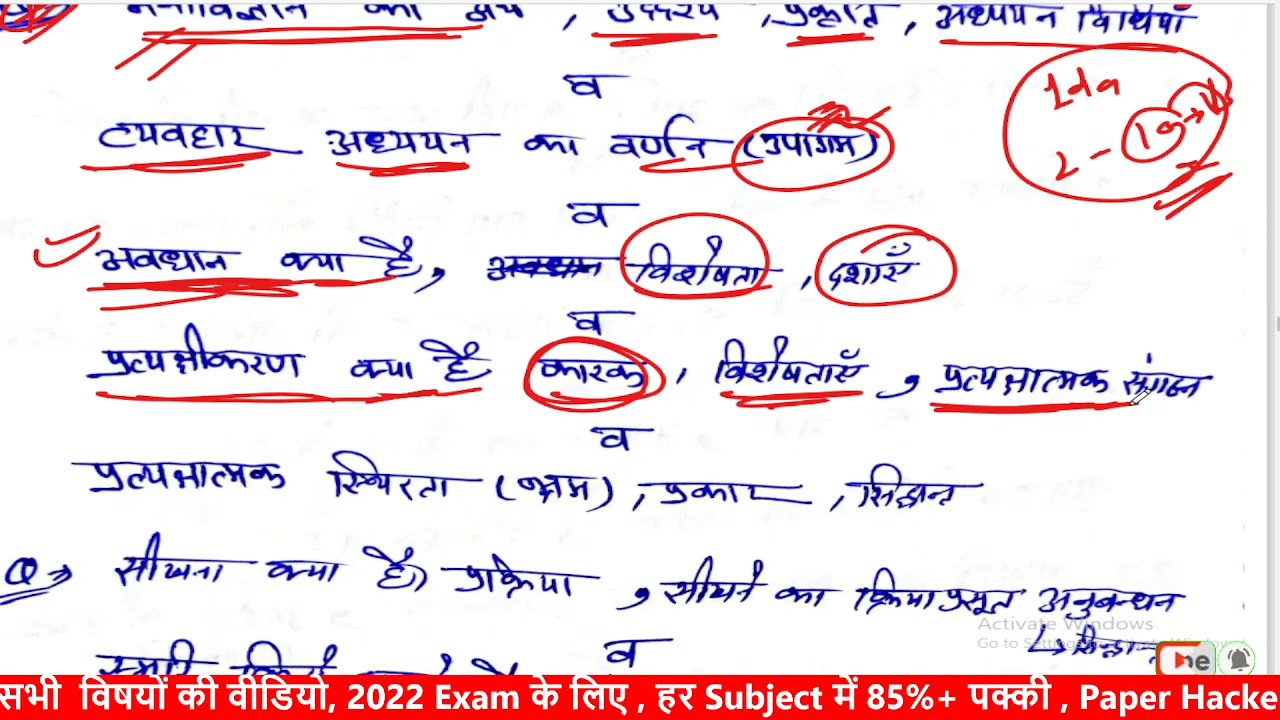 मनोविज्ञान का अर्थ, उद्देश्य, प्रकृति, अध्ययन विधियाँ
व
व्यवहार अध्ययन का वर्णन (उपागम)
व
अवधान क्या है, विशेषता, दशाएँ
व
प्रत्यक्षीकरण क्या है कारक, विशेषताएँ, प्रत्यक्षात्मक संगठन
व
प्रत्यक्षात्मक स्थिरता (भ्रम), प्रकार, सिद्धान्त
Q⇒ सीखना क्या है, प्रक्रिया, सीखने का क्रियाप्रसूत अनुबन्धन
Activate Windows
व
सभी विषयों की वीडियो, 2022 Exam के लिए , हर Subject में 85%+ पक्की , Paper Hacke